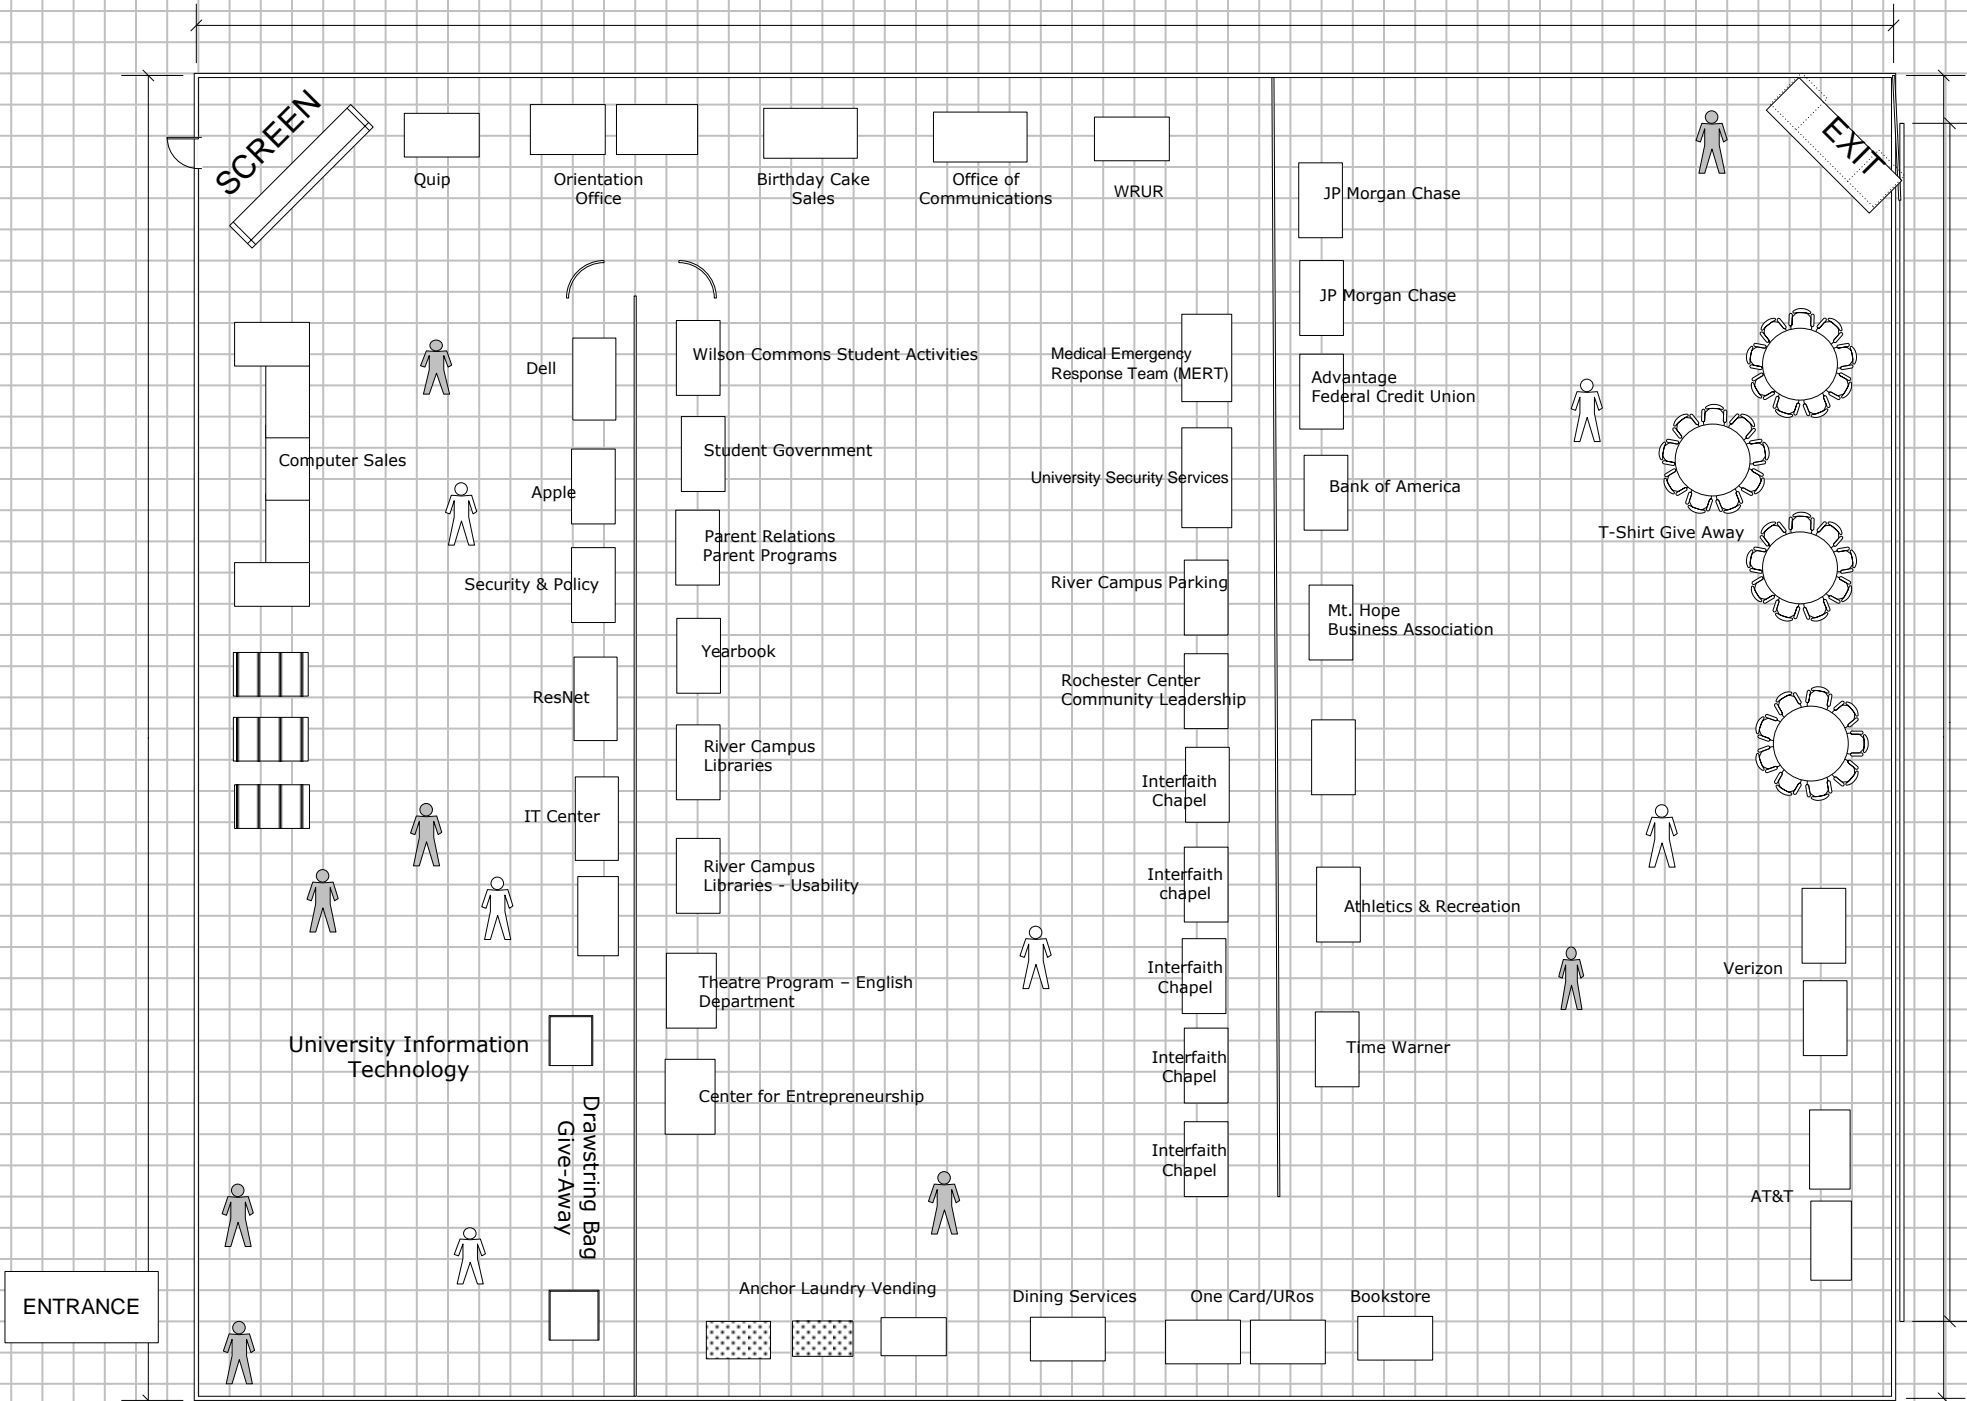 SCREEN
EXIT
Quip
Orientation
Office
Birthday Cake
Sales
Office of
Communications
WRUR
JP Morgan Chase
JP Morgan Chase
Dell
Wilson Commons Student Activities
Medical Emergency
Response Team (MERT)
Advantage
Federal Credit Union
Computer Sales
Student Government
University Security Services
Bank of America
Apple
T-Shirt Give Away
Parent Relations
Parent Programs
Security & Policy
River Campus Parking
Mt. Hope
Business Association
Yearbook
Rochester Center
Community Leadership
ResNet
River Campus
Libraries
Interfaith
Chapel
IT Center
River Campus
Libraries - Usability
Interfaith
chapel
Athletics & Recreation
Theatre Program – English
Department
Interfaith
Chapel
Verizon
University Information
Technology
Interfaith
Chapel
Time Warner
Center for Entrepreneurship
Drawstring Bag
Give-Away
Interfaith
Chapel
AT&T
ENTRANCE
Anchor Laundry Vending
Dining Services
One Card/URos
Bookstore